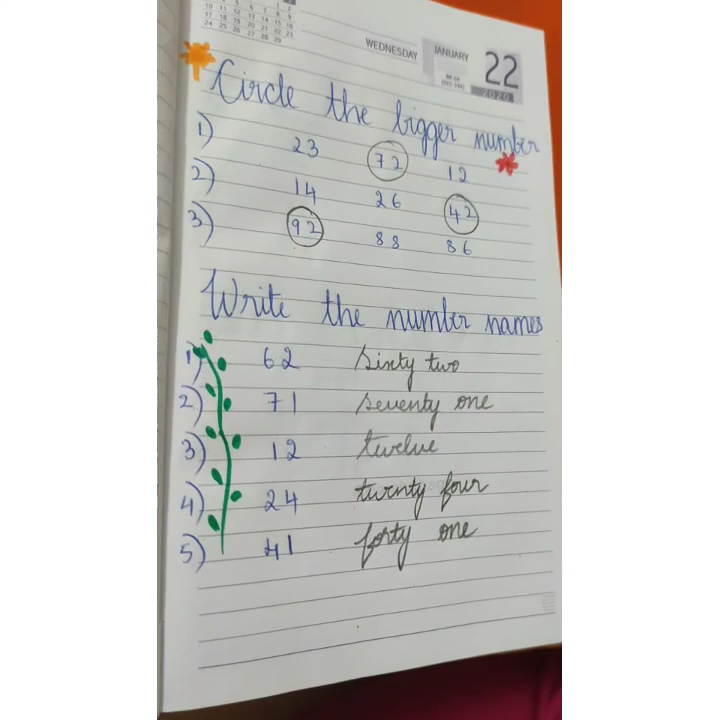 WEDNESDAY JANUARY 22
2020
Circle the bigger number
1) 23 72 12
2) 14 26 42
3) 92 88 86
Write the number names
1) 62 sixty two
2) 71 seventy one
3) 12 twelve
4) 24 twenty four
5) 41 forty one